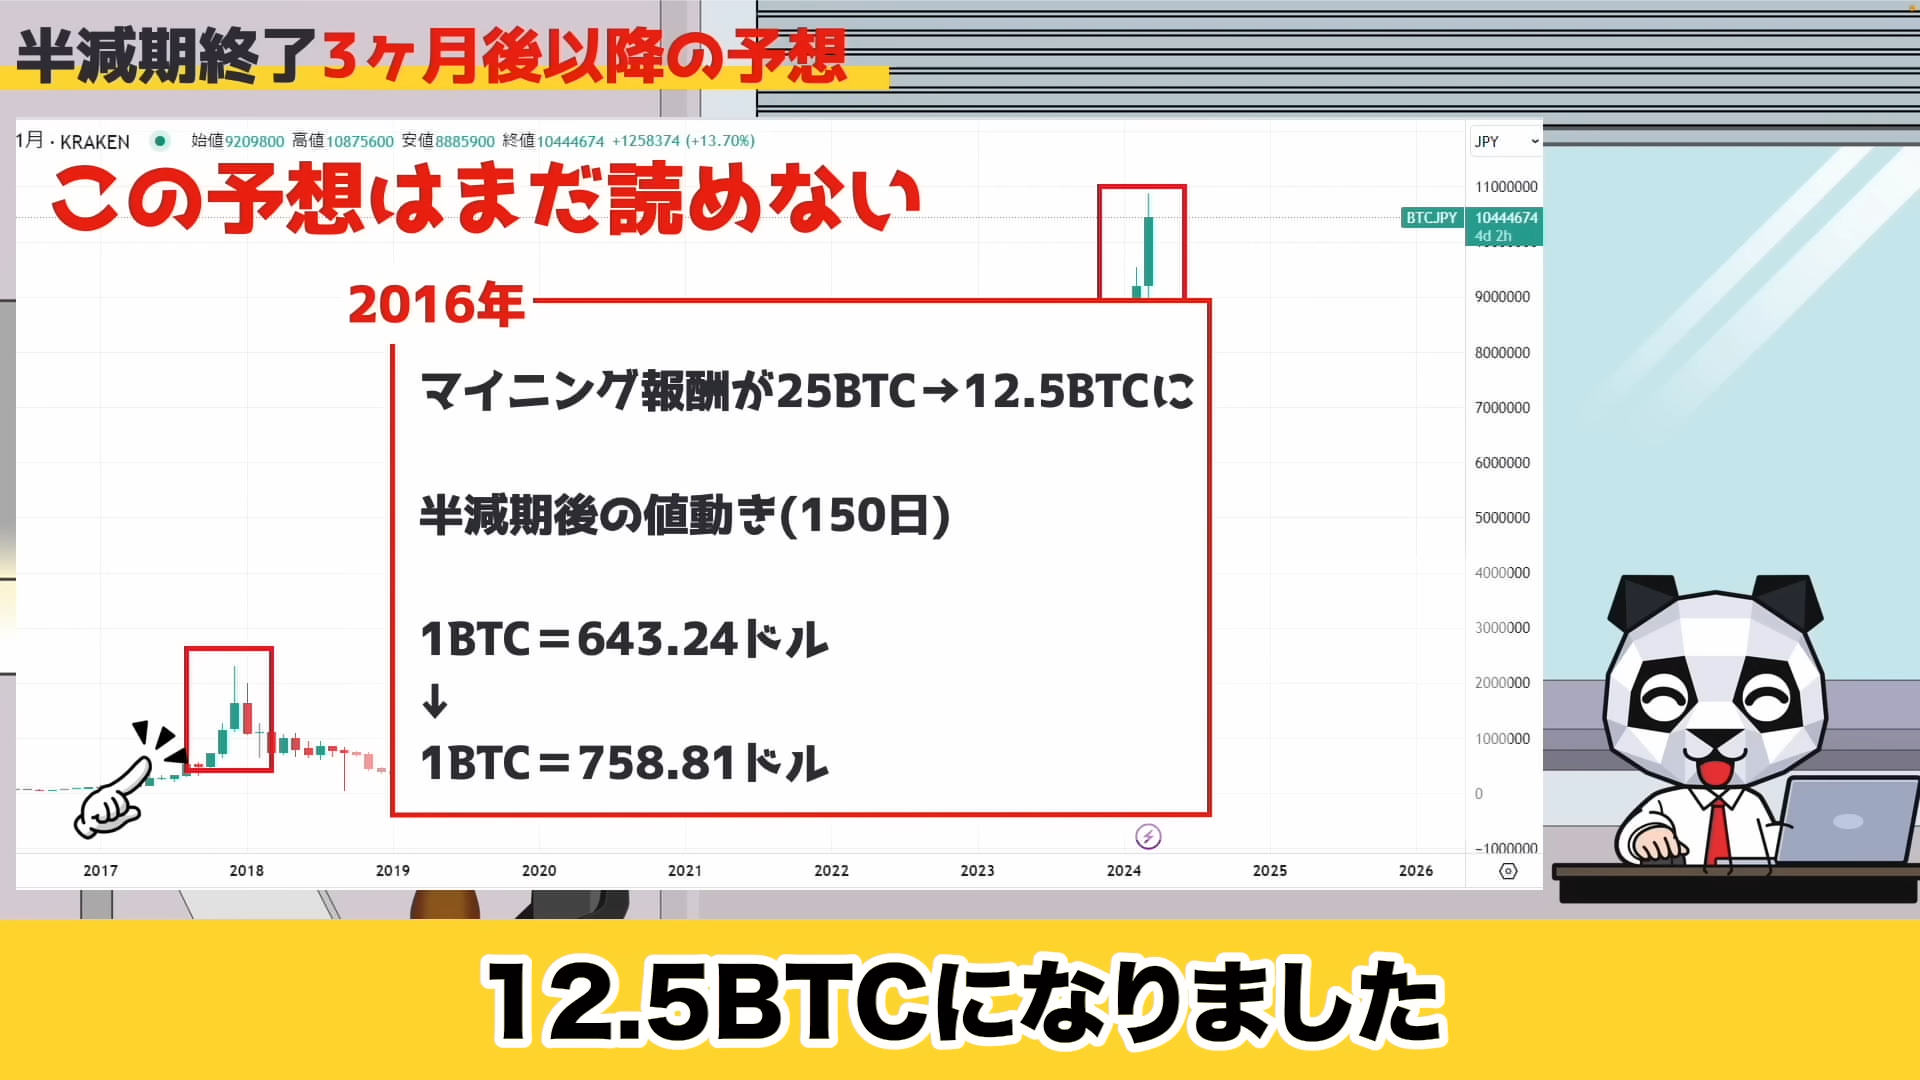 半減期終了3ヶ月後以降の予想
1月・KRAKEN 始値9209800 高値10875600 安値8885900 終値10444674 +1258374 (+13.70%)
JPY
この予想はまだ読めない
11000000
BTCJPY 10444674
4d 2h
9000000
8000000
7000000
6000000
5000000
4000000
3000000
2000000
1000000
0
-1000000
2016年
マイニング報酬が25BTC→12.5BTCに
半減期後の値動き(150日)
1BTC＝643.24ドル
↓
1BTC＝758.81ドル
2017 2018 2019 2020 2021 2022 2023 2024 2025 2026
12.5BTCになりました